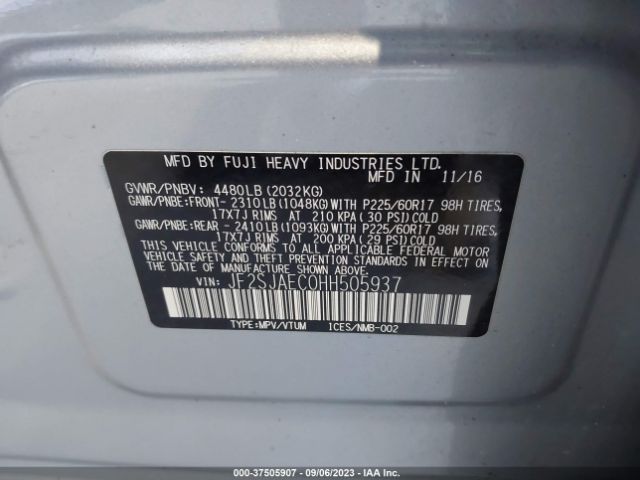 MFD BY FUJI HEAVY INDUSTRIES LTD.
MFD IN 11/16
GVWR/PNBV: 4480LB(2032KG)
GAWR/PNBE:FRONT- 2310LB(1048KG)WITH P225/60R17 98H TIRES,
17X7J RIMS AT 210 KPA(30 PSI)COLD
GAWR/PNBE:REAR - 2410LB(1093KG)WITH P225/60R17 98H TIRES,
17X7J RIMS AT 200 KPA(29 PSI)COLD
THIS VEHICLE CONFORMS TO ALL APPLICABLE FEDERAL MOTOR
VEHICLE SAFETY AND THEFT PREVENTION STANDARDS IN EFFECT
ON THE DATE OF MANUFACTURE SHOWN ABOVE.
VIN: JF2SJAEC0HH505937
TYPE:MPV/VTUM ICES/NMB-002
000-37505907 - 09/06/2023 - IAA Inc.